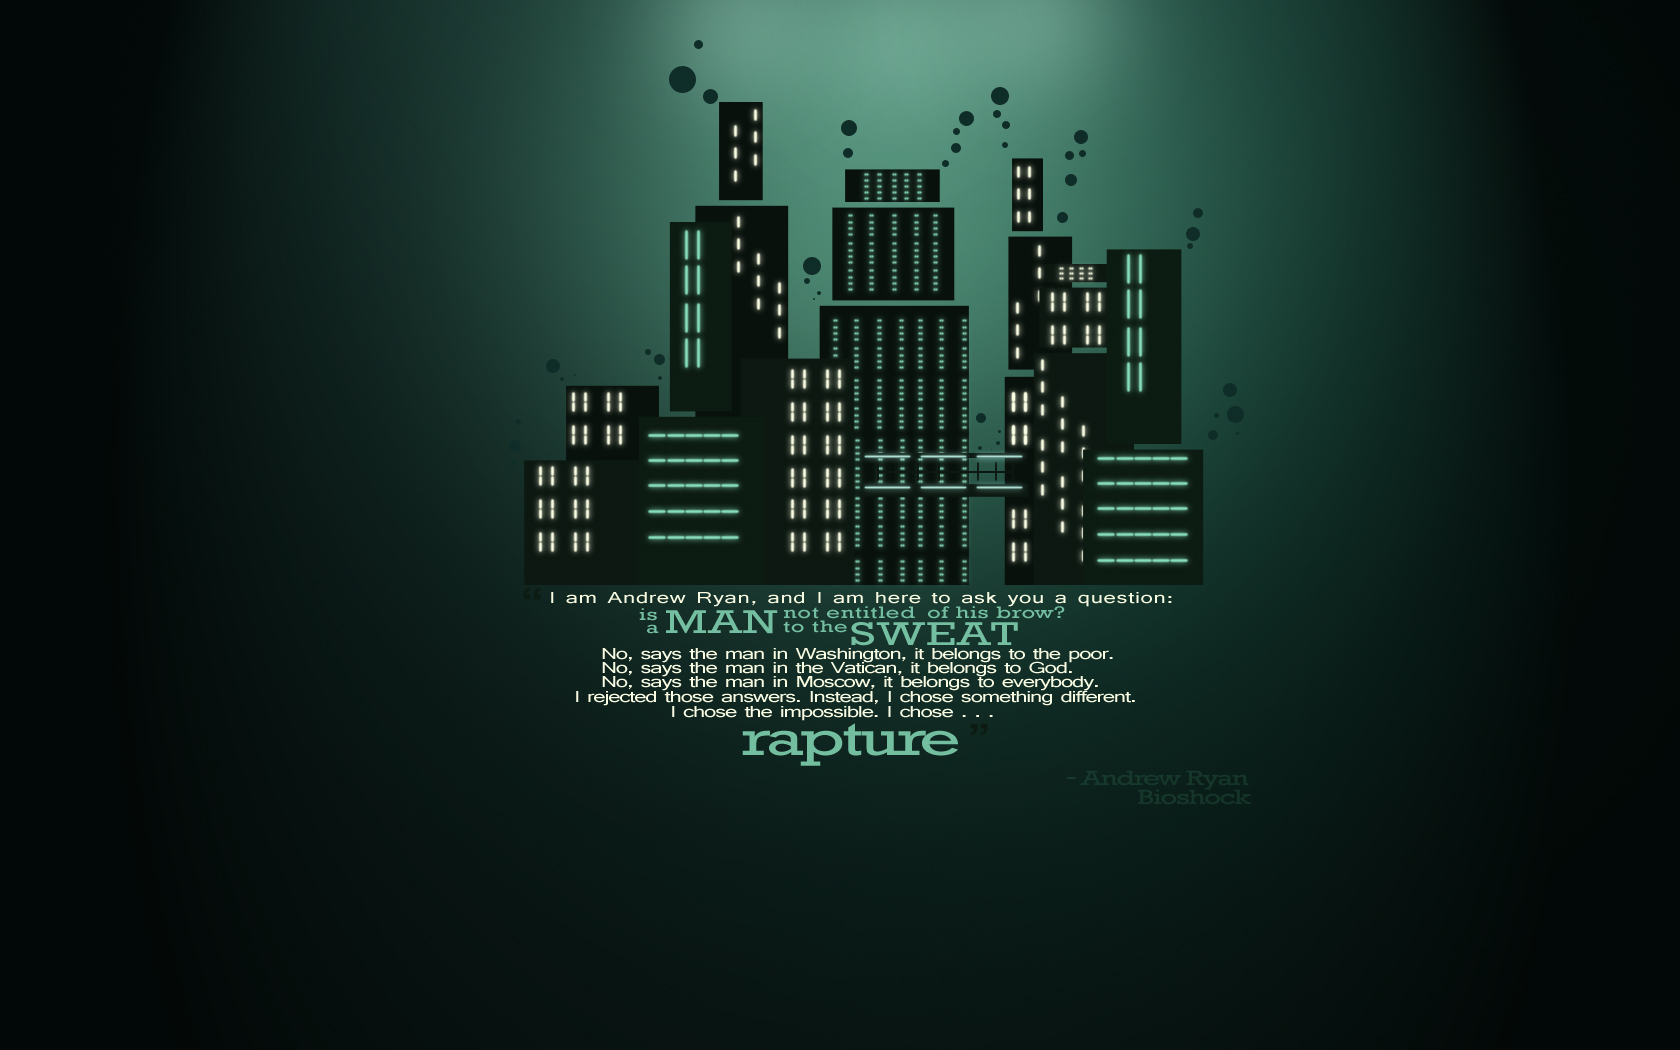 “ I am Andrew Ryan, and I am here to ask you a question:
is a MAN not entitled to the SWEAT of his brow?
No, says the man in Washington, it belongs to the poor.
No, says the man in the Vatican, it belongs to God.
No, says the man in Moscow, it belongs to everybody.
I rejected those answers. Instead, I chose something different.
I chose the impossible. I chose . . .
rapture ”
- Andrew Ryan
Bioshock